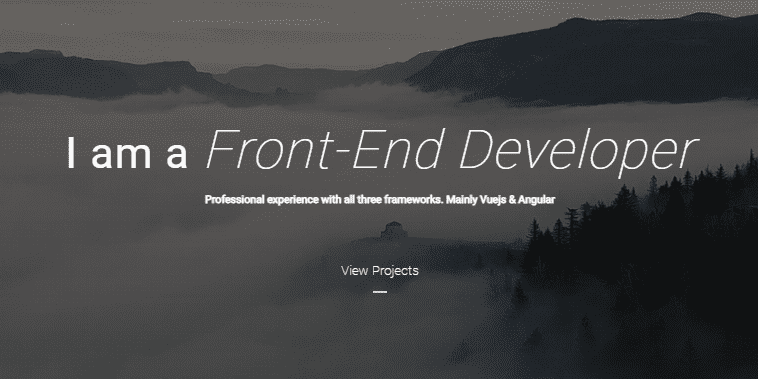 I am a Front-End Developer
Professional experience with all three frameworks. Mainly Vuejs & Angular
View Projects